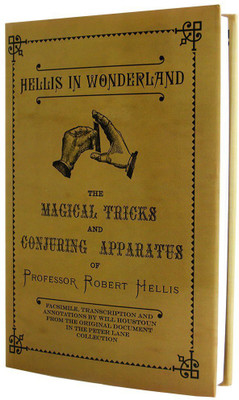 HELLIS IN WONDERLAND
THE
MAGICAL TRICKS
AND
CONJURING APPARATUS
OF
PROFESSOR ROBERT HELLIS
FACSIMILE, TRANSCRIPTION AND
ANNOTATIONS BY WILL HOUSTOUN
FROM THE ORIGINAL DOCUMENT
IN THE PETER LANE
COLLECTION